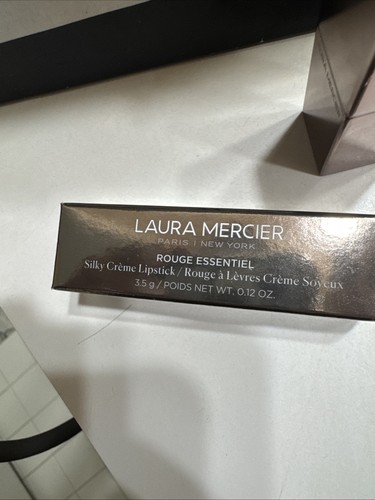 LAURA MERCIER
PARIS | NEW YORK
ROUGE ESSENTIEL
Silky Crème Lipstick / Rouge à Lèvres Crème Soyeux
3.5 g / POIDS NET WT. 0.12 OZ.